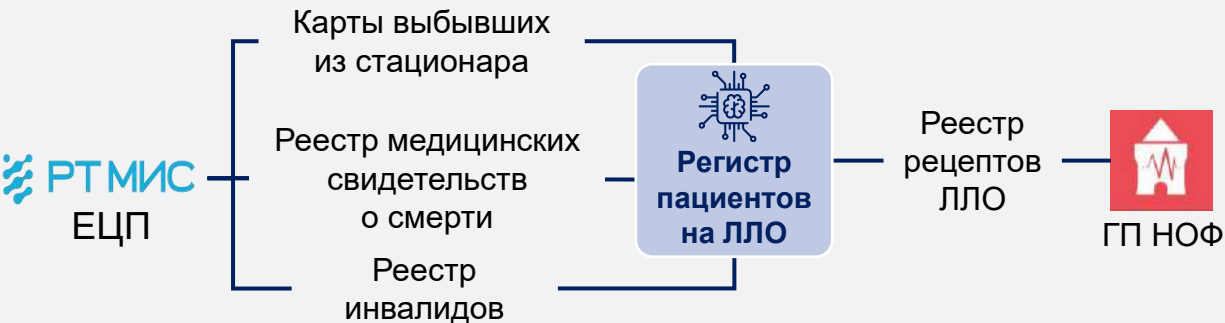 Карты выбывших
из стационара
РТ МИС
ЕЦП
Реестр медицинских
свидетельств
о смерти
Реестр
инвалидов
Регистр
пациентов
на ЛЛО
Реестр
рецептов
ЛЛО
ГП НОФ